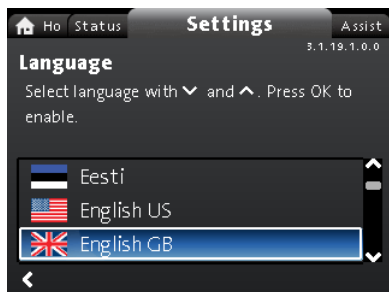 Ho Status Settings Assist
3.1.19.1.0.0
Language
Select language with and . Press OK to
enable.
Eesti
English US
English GB